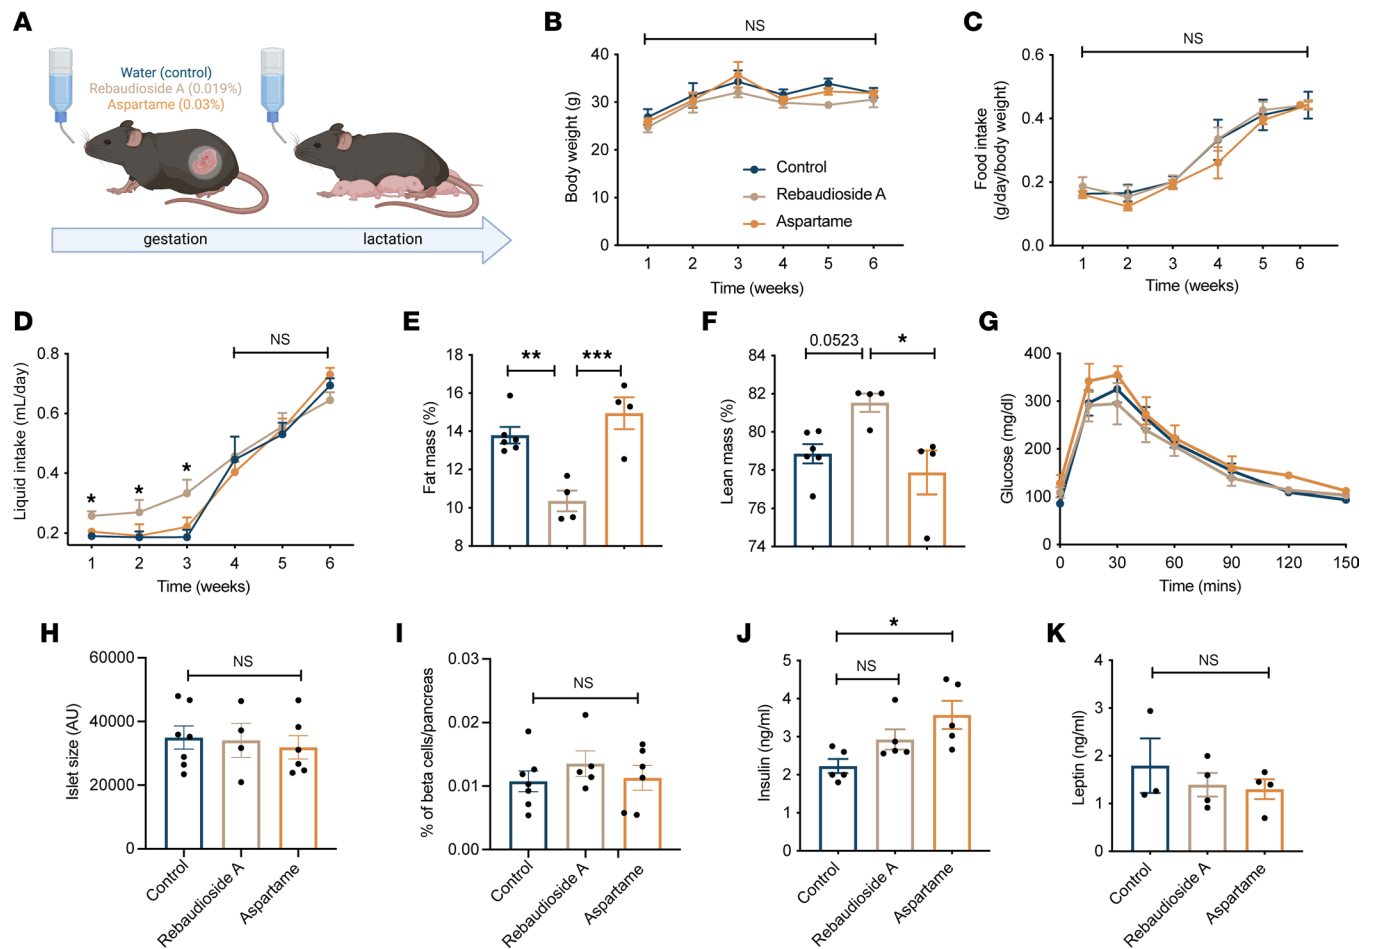 A
Water (control)
Rebaudioside A (0.019%)
Aspartame (0.03%)
gestation
lactation
B
NS
Body weight (g)
40
30
20
10
0
Control
Rebaudioside A
Aspartame
1 2 3 4 5 6
Time (weeks)
C
NS
Food intake
(g/day/body weight)
0.6
0.4
0.2
0.0
1 2 3 4 5 6
Time (weeks)
D
NS
Liquid intake (mL/day)
0.8
0.6
0.4
0.2
* * *
1 2 3 4 5 6
Time (weeks)
E
** ***
Fat mass (%)
18
16
14
12
10
8
F
0.0523 *
Lean mass (%)
84
82
80
78
76
74
G
Glucose (mg/dl)
400
300
200
100
0
0 30 60 90 120 150
Time (mins)
H
NS
Islet size (AU)
60000
40000
20000
0
Control
Rebaudioside A
Aspartame
I
NS
% of beta cells/pancreas
0.03
0.02
0.01
0.00
Control
Rebaudioside A
Aspartame
J
*
NS
Insulin (ng/ml)
5
4
3
2
1
0
Control
Rebaudioside A
Aspartame
K
NS
Leptin (ng/ml)
4
3
2
1
0
Control
Rebaudioside A
Aspartame